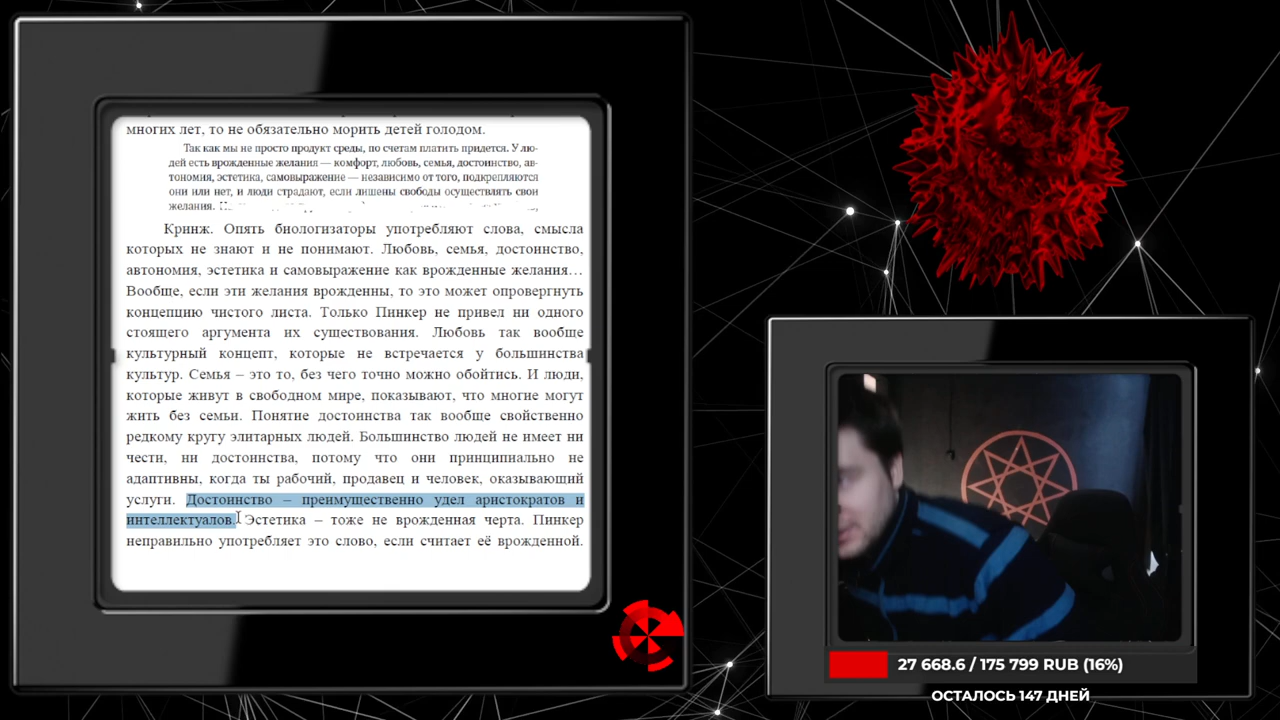 многих лет, то не обязательно морить детей голодом.
Так как мы не просто продукт среды, по счетам платить придется. У лю-
дей есть врожденные желания — комфорт, любовь, семья, достоинство, ав-
тономия, эстетика, самовыражение — независимо от того, подкрепляются
они или нет, и люди страдают, если лишены свободы осуществлять свои
желания.
Кринж. Опять биологизаторы употребляют слова, смысла
которых не знают и не понимают. Любовь, семья, достоинство,
автономия, эстетика и самовыражение как врожденные желания…
Вообще, если эти желания врожденны, то это может опровергнуть
концепцию чистого листа. Только Пинкер не привел ни одного
стоящего аргумента их существования. Любовь так вообще
культурный концепт, которые не встречается у большинства
культур. Семья – это то, без чего точно можно обойтись. И люди,
которые живут в свободном мире, показывают, что многие могут
жить без семьи. Понятие достоинства так вообще свойственно
редкому кругу элитарных людей. Большинство людей не имеет ни
чести, ни достоинства, потому что они принципиально не
адаптивны, когда ты рабочий, продавец и человек, оказывающий
услуги. Достоинство – преимущественно удел аристократов и
интеллектуалов. Эстетика – тоже не врожденная черта. Пинкер
неправильно употребляет это слово, если считает её врожденной.
27 668.6 / 175 799 RUB (16%)
ОСТАЛОСЬ 147 ДНЕЙ